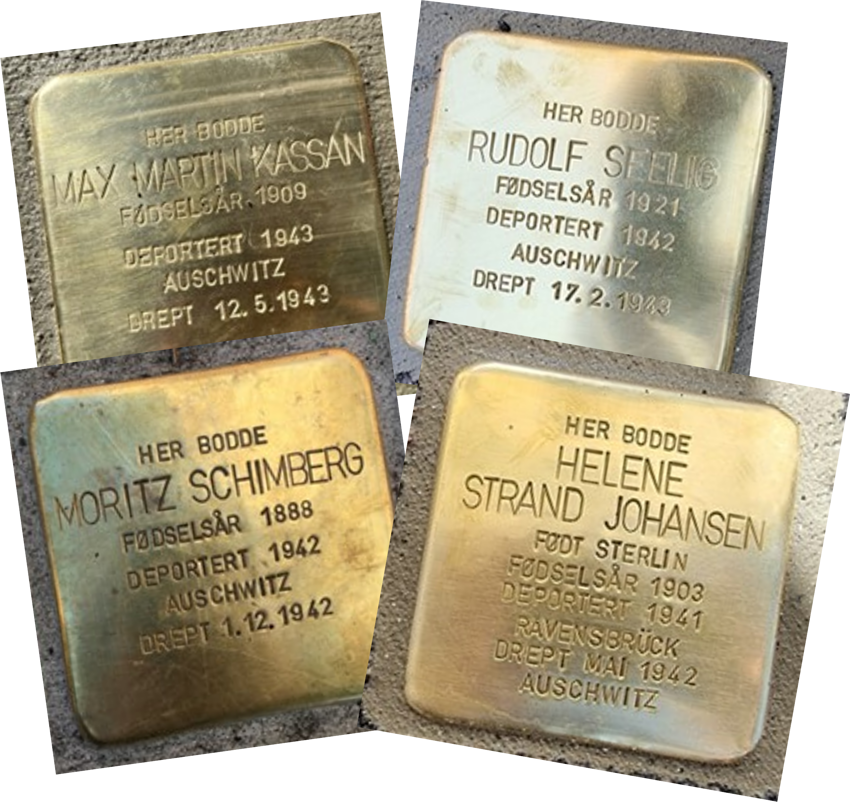 HER BODDE
MAX MARTIN KASSAN
FØDSELSÅR 1909
DEPORTERT 1943
AUSCHWITZ
DREPT 12.5.1943
HER BODDE
RUDOLF SEELIG
FØDSELSÅR 1921
DEPORTERT 1942
AUSCHWITZ
DREPT 17.2.1943
HER BODDE
MORITZ SCHIMBERG
FØDSELSÅR 1888
DEPORTERT 1942
AUSCHWITZ
DREPT 1.12.1942
HER BODDE
HELENE
STRAND JOHANSEN
FØDT STERLIN
FØDSELSÅR 1903
DEPORTERT 1941
RAVENSBRÜCK
DREPT MAI 1942
AUSCHWITZ